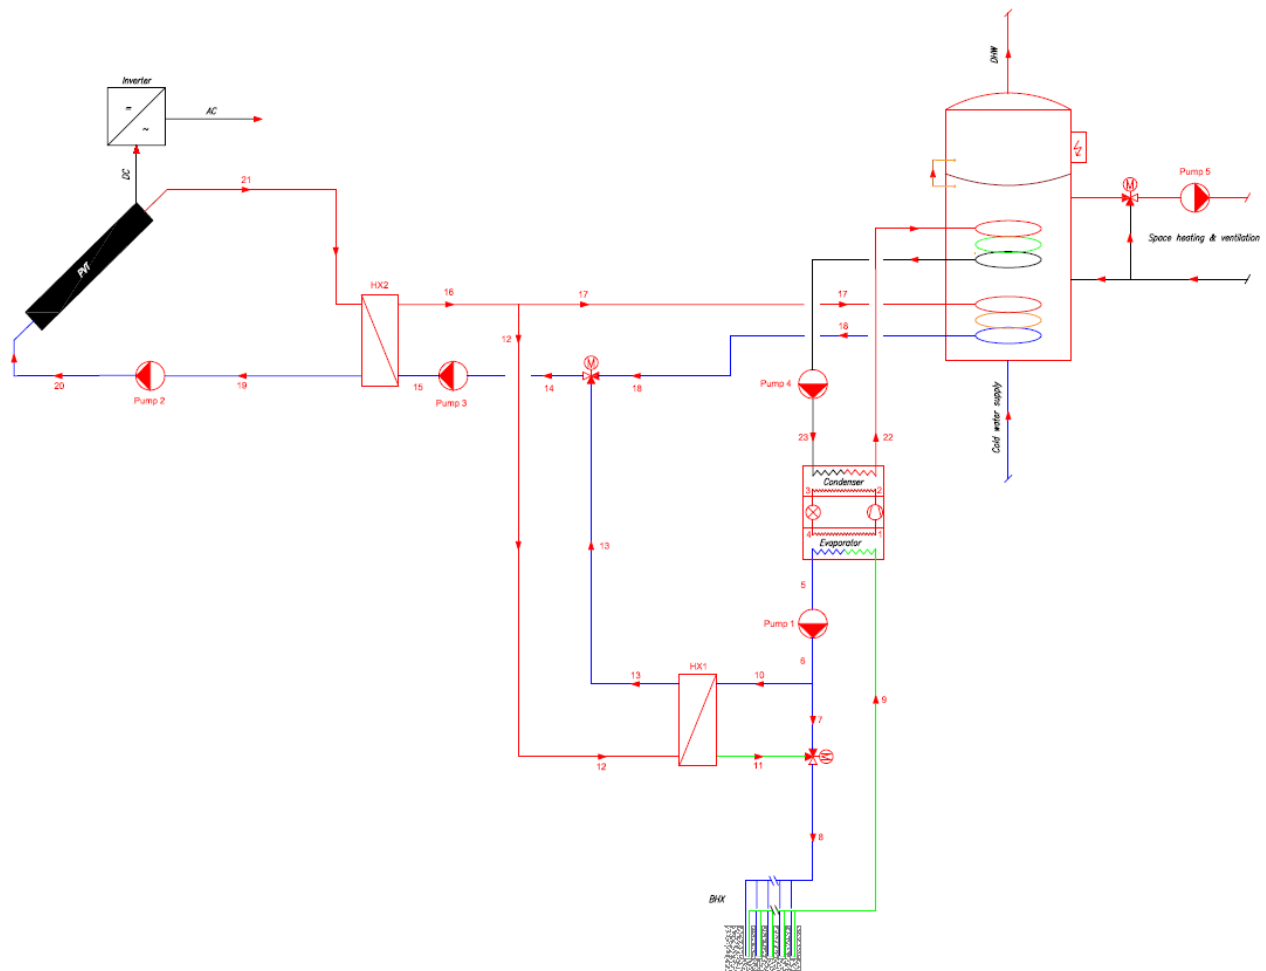 DHW
Inverter
=
~
AC
DC
21
Pump 5
M
PVT
Space heating & ventilation
HX2
16
17
17
12
18
M
20
Pump 2
19
15
Pump 3
14
18
Pump 4
Cold water supply
23
22
Condenser
3
2
4
1
Evaporator
13
5
Pump 1
6
HX1
13
10
9
7
12
11
M
8
BHX